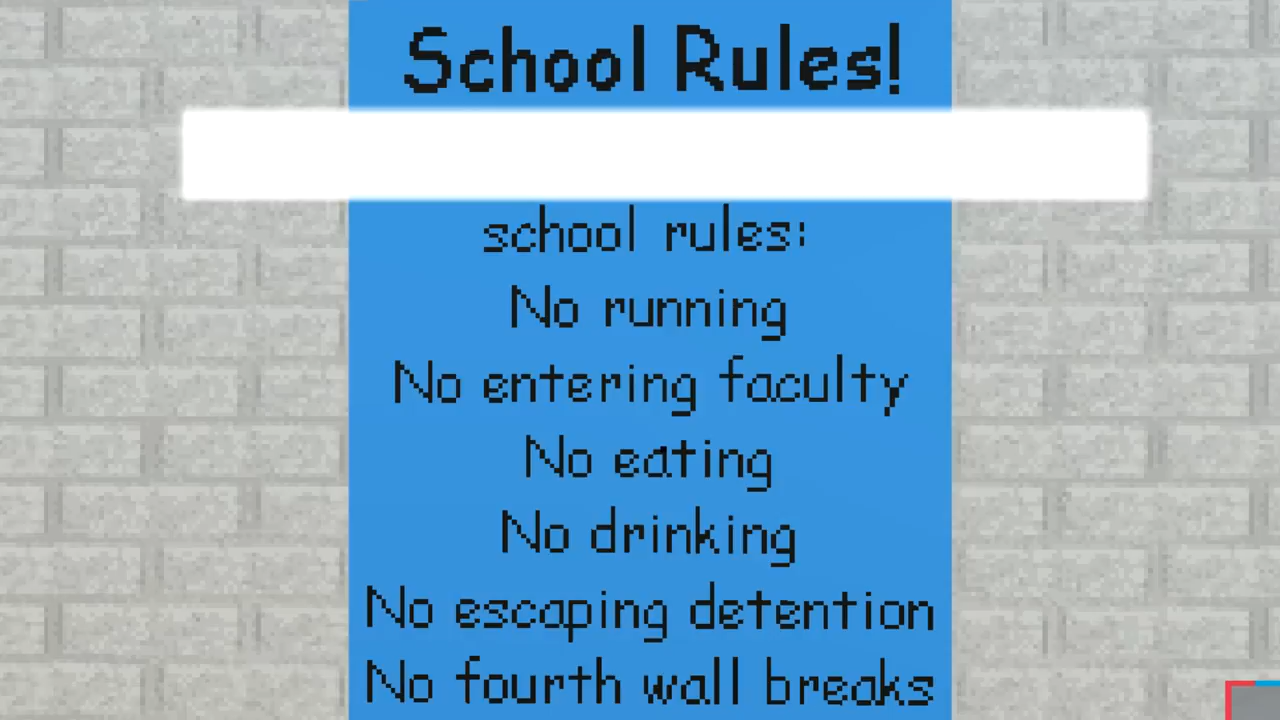 School Rules!
school rules:
No running
No entering faculty
No eating
No drinking
No escaping detention
No fourth wall breaks